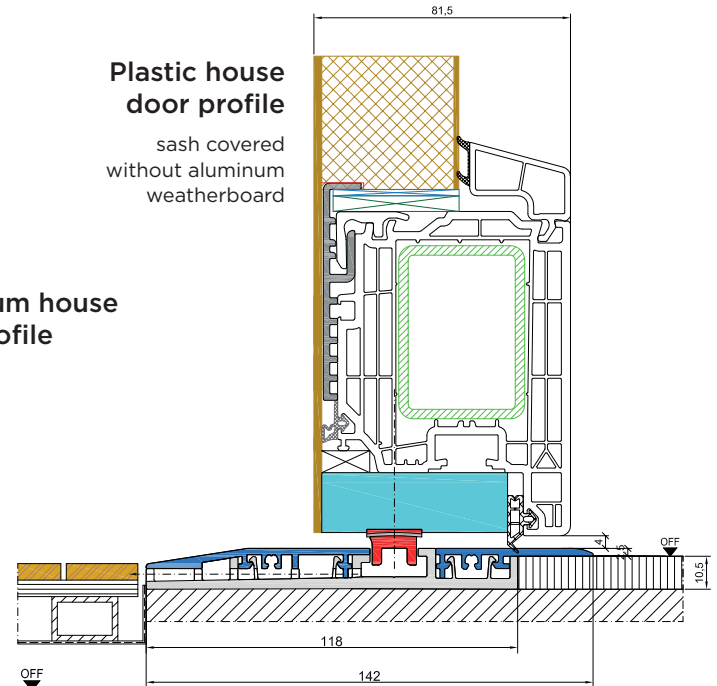 81,5
Plastic house
door profile
sash covered
without aluminum
weatherboard
um house
ofile
4
OFF
10,5
118
142
OFF